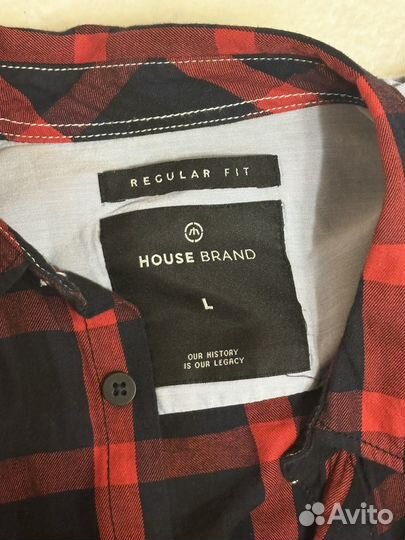 REGULAR FIT
HOUSE BRAND
L
OUR HISTORY
IS OUR LEGACY
Avito